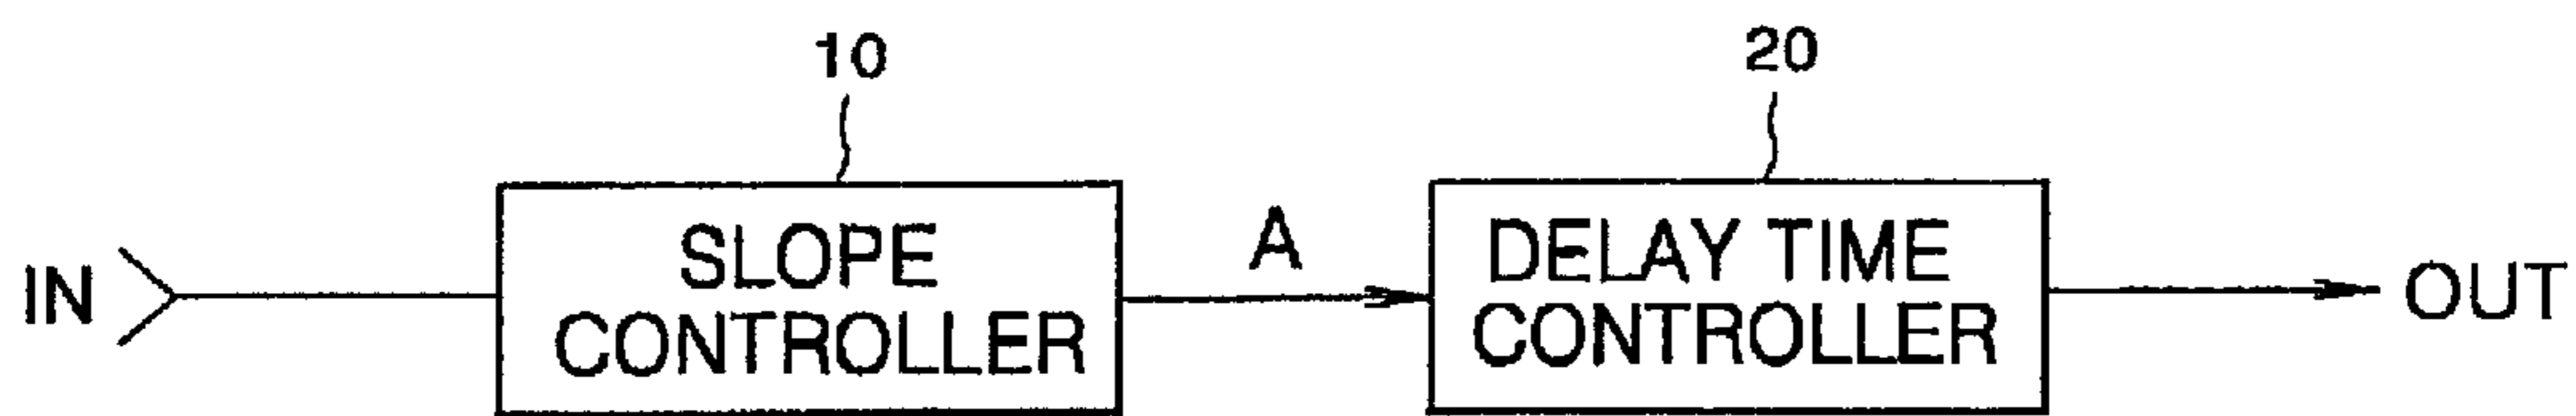 10
20
IN
SLOPE
CONTROLLER
A
DELAY TIME
CONTROLLER
OUT